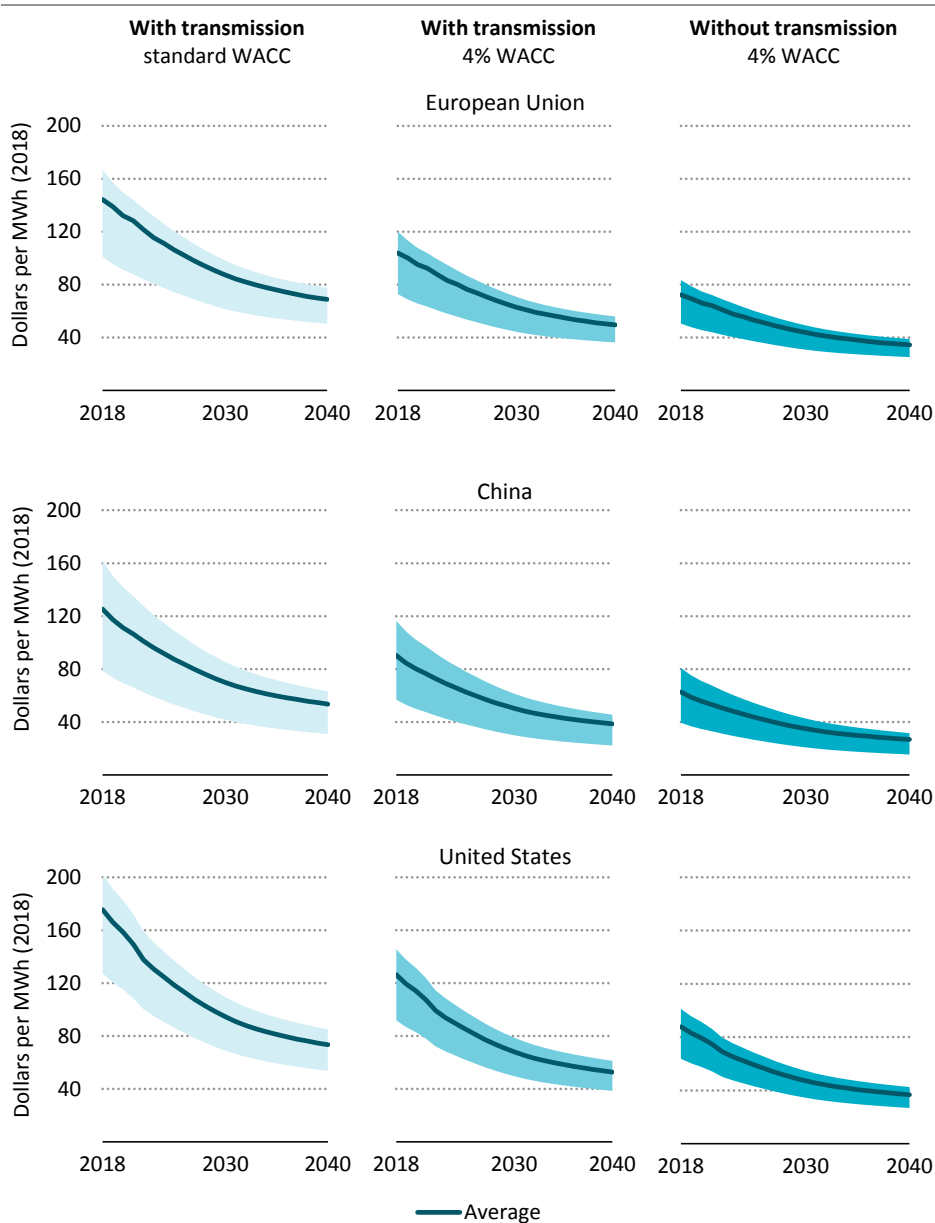 With transmission
standard WACC
With transmission
4% WACC
Without transmission
4% WACC
European Union
Dollars per MWh (2018)
200
160
120
80
40
2018 2030 2040
2018 2030 2040
2018 2030 2040
China
Dollars per MWh (2018)
200
160
120
80
40
2018 2030 2040
2018 2030 2040
2018 2030 2040
United States
Dollars per MWh (2018)
200
160
120
80
40
2018 2030 2040
2018 2030 2040
2018 2030 2040
Average